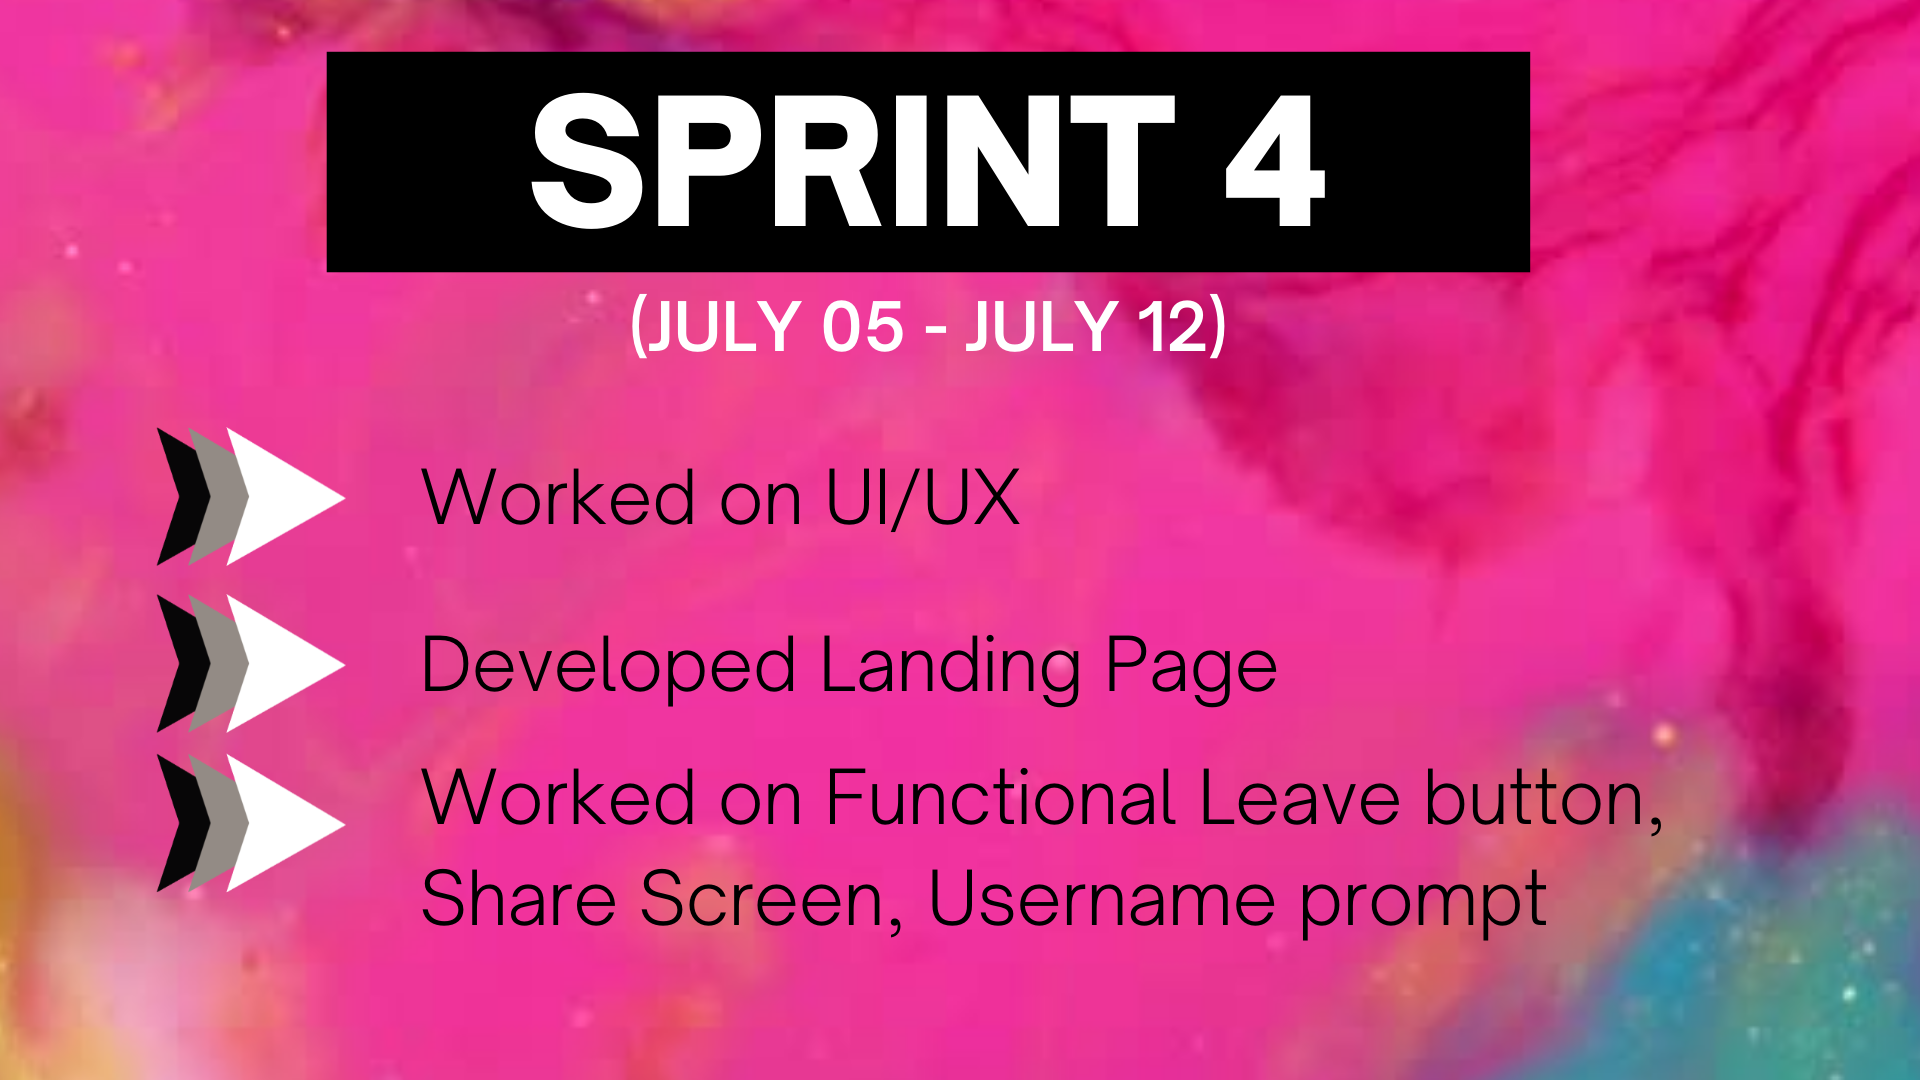 SPRINT 4
(JULY 05 - JULY 12)
Worked on UI/UX
Developed Landing Page
Worked on Functional Leave button,
Share Screen, Username prompt